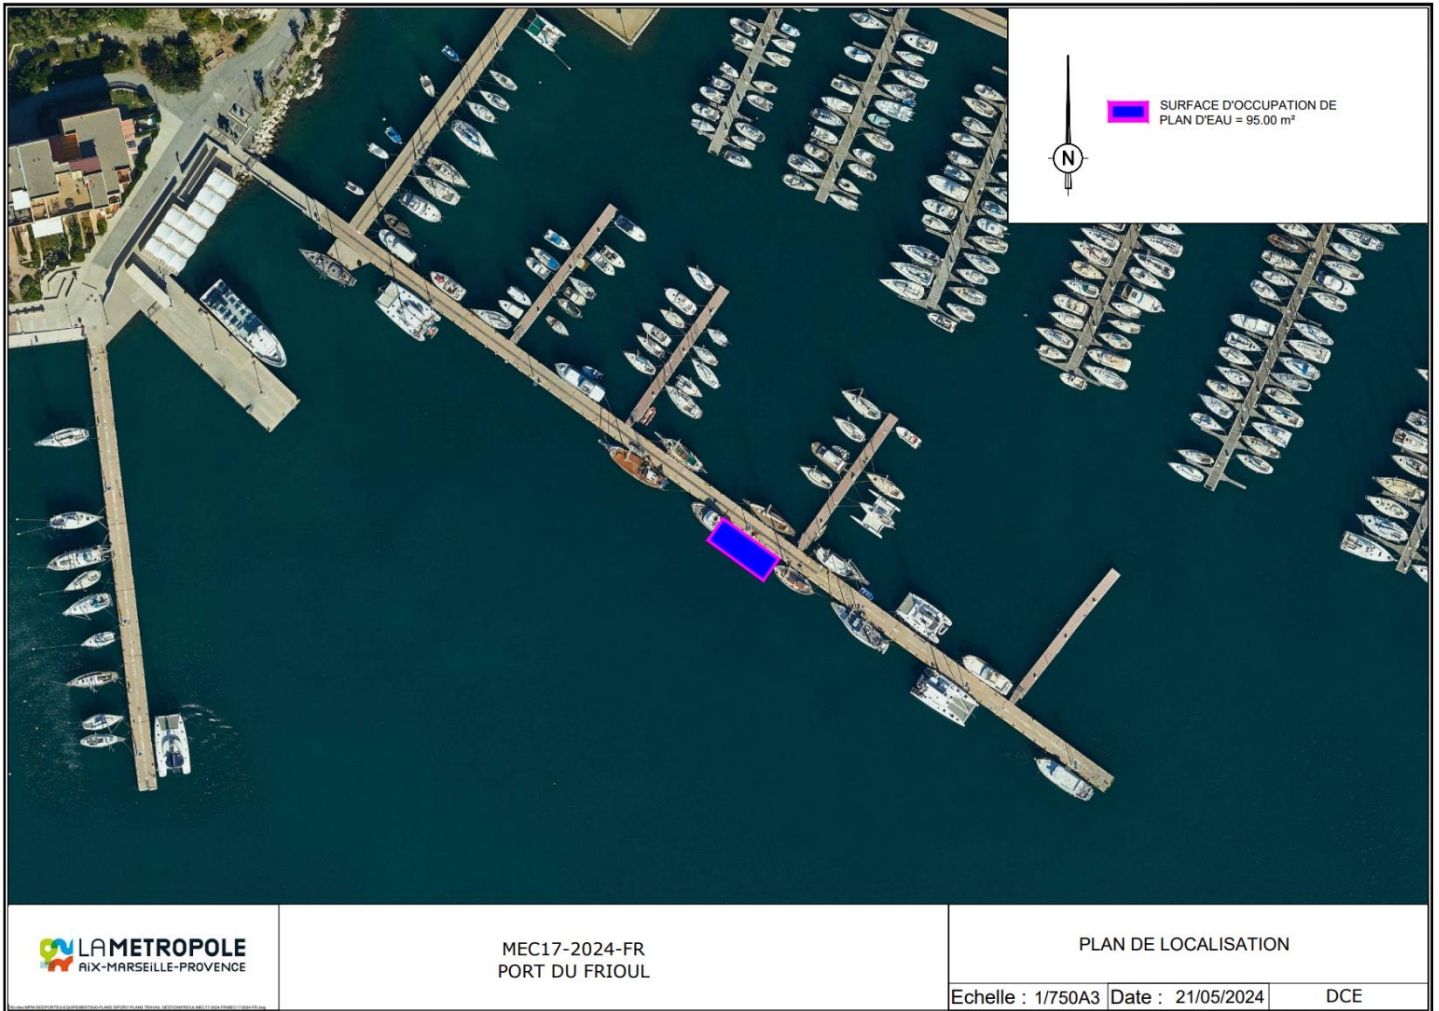 SURFACE D'OCCUPATION DE
PLAN D'EAU = 95.00 m²
N
LAMETROPOLE
AIX-MARSEILLE-PROVENCE
MEC17-2024-FR
PORT DU FRIOUL
PLAN DE LOCALISATION
Echelle : 1/750A3 Date : 21/05/2024 DCE